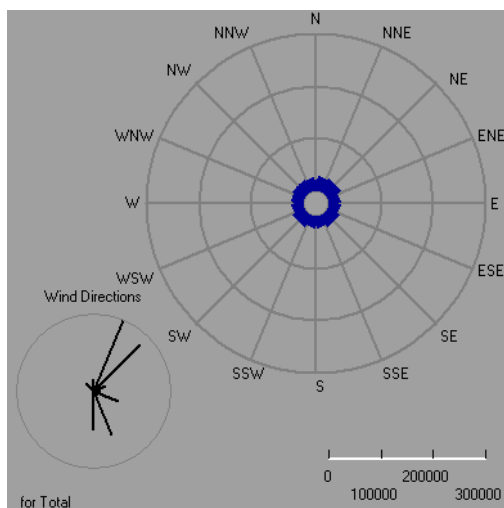 N
NNW
NNE
NW
NE
WNW
ENE
W
E
WSW
ESE
Wind Directions
SW
SE
SSW
SSE
S
0
200000
100000
300000
for Total